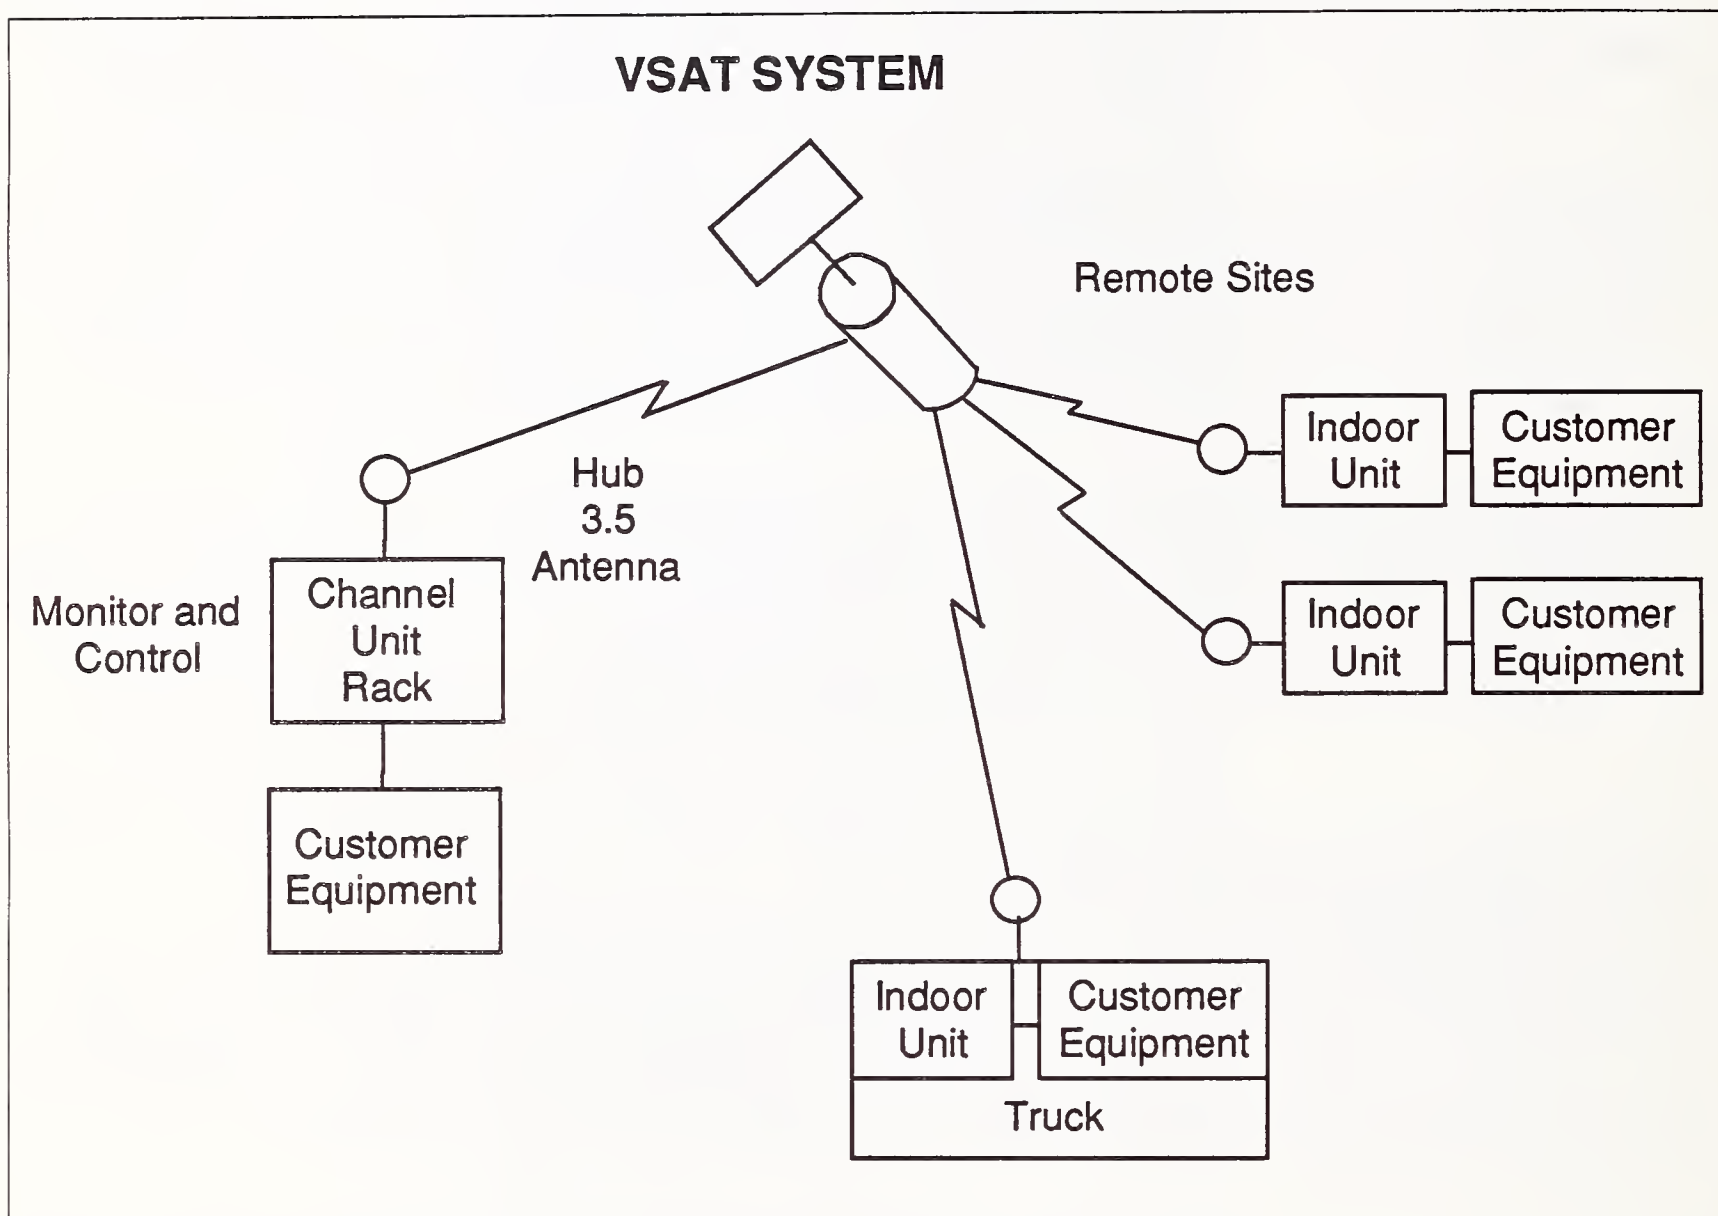 VSAT SYSTEM
Remote Sites
Indoor
Unit
Customer
Equipment
Hub
3.5
Antenna
Monitor and
Control
Channel
Unit
Rack
Indoor
Unit
Customer
Equipment
Customer
Equipment
Indoor
Unit
Customer
Equipment
Truck